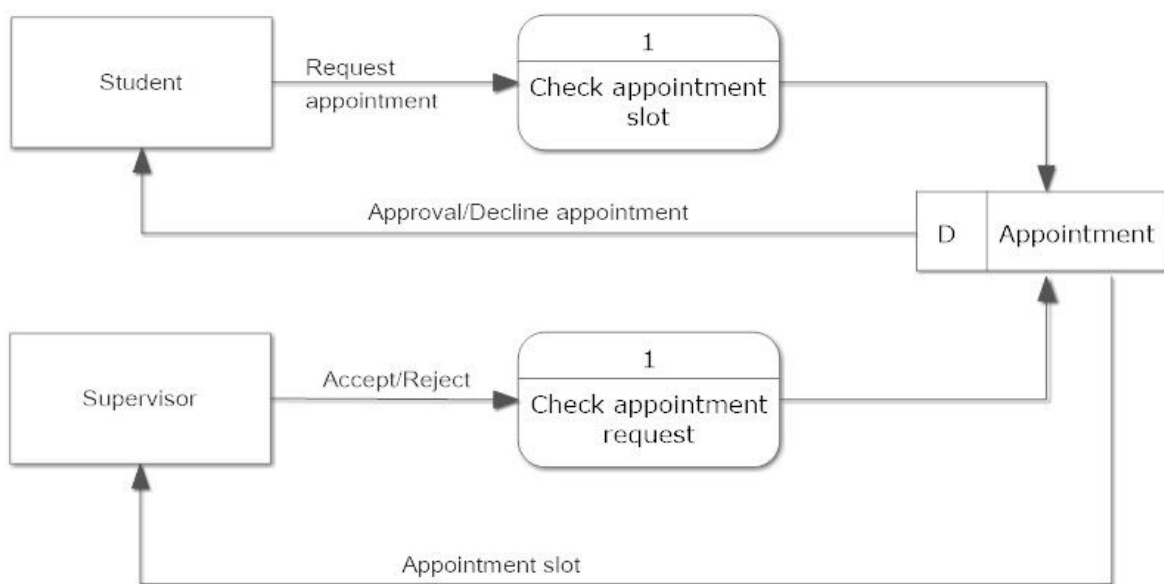 Student
Request
appointment
1
Check appointment
slot
Approval/Decline appointment
D
Appointment
Supervisor
Accept/Reject
1
Check appointment
request
Appointment slot